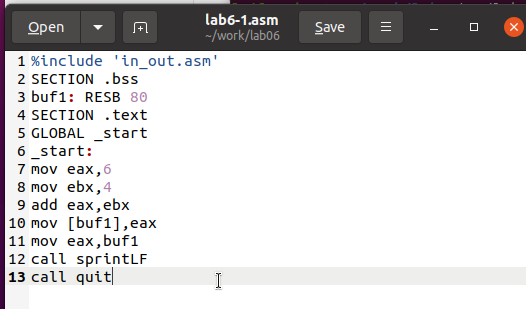 Open
lab6-1.asm
~/work/lab06
Save
1 %include 'in_out.asm'
2 SECTION .bss
3 buf1: RESB 80
4 SECTION .text
5 GLOBAL _start
6 _start:
7 mov eax,6
8 mov ebx,4
9 add eax,ebx
10 mov [buf1],eax
11 mov eax,buf1
12 call sprintLF
13 call quit